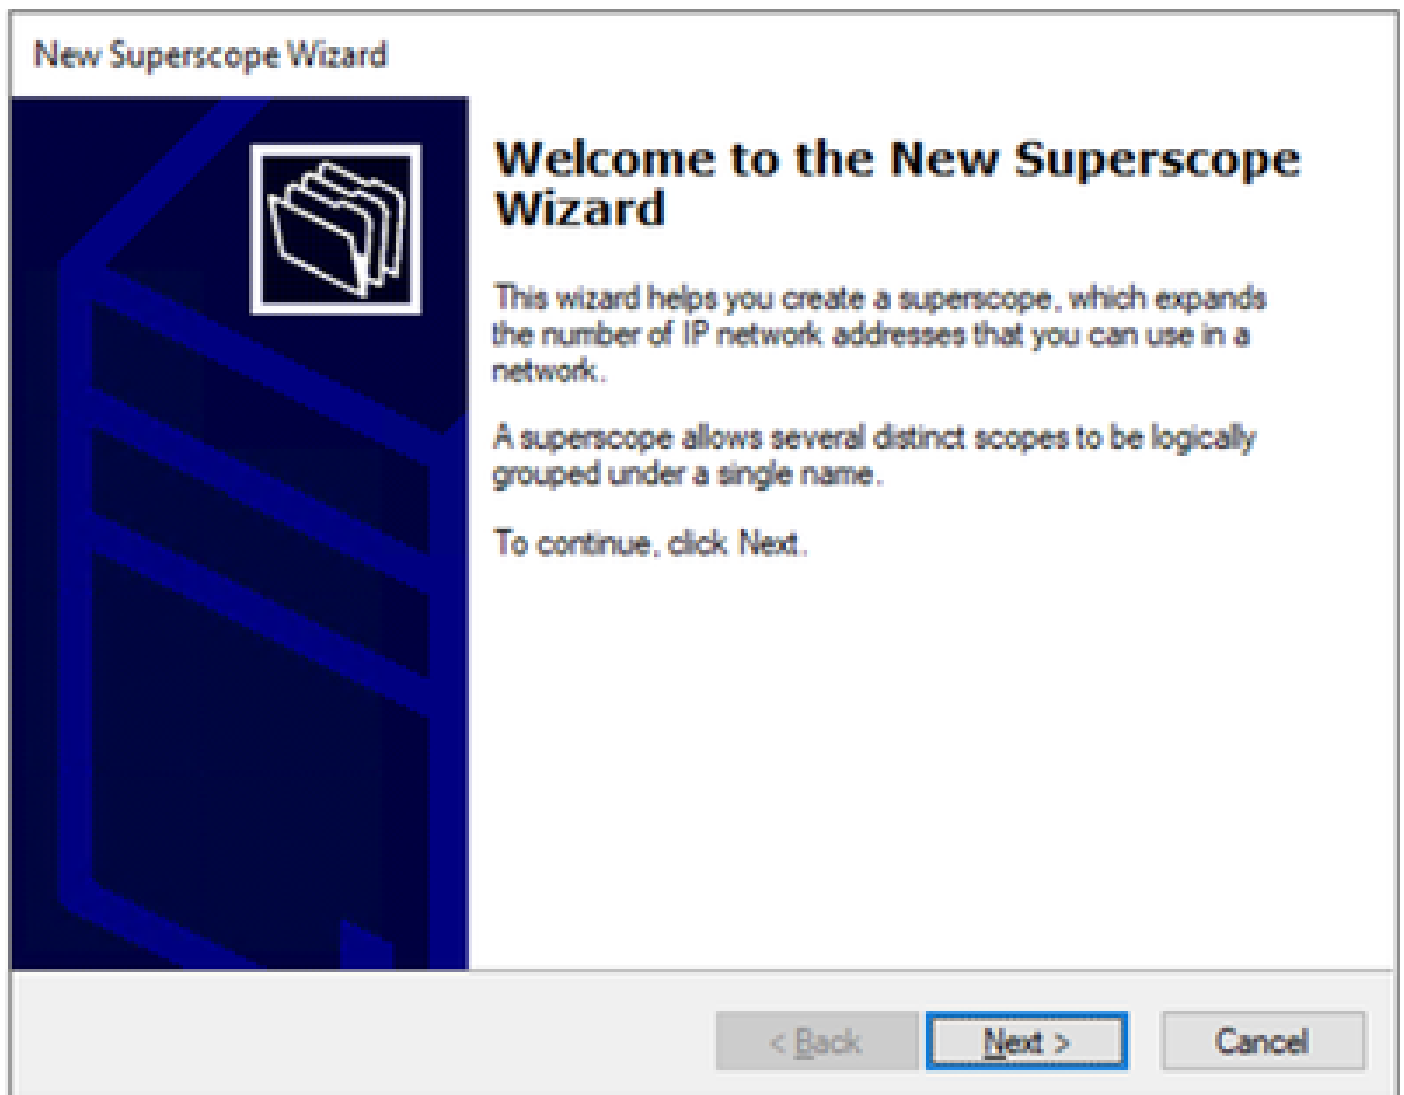 New Superscope Wizard
Welcome to the New Superscope
Wizard
This wizard helps you create a superscope, which expands
the number of IP network addresses that you can use in a
network.
A superscope allows several distinct scopes to be logically
grouped under a single name.
To continue, click Next.
< Back
Next >
Cancel